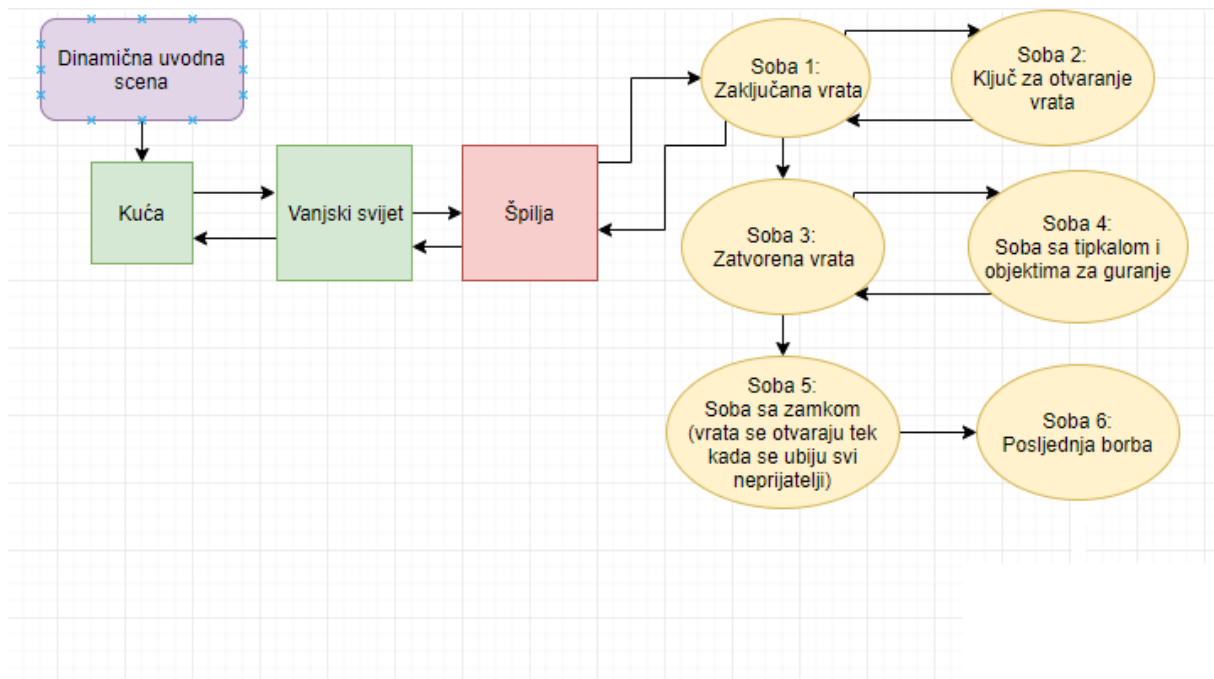 Dinamična uvodna
scena
Kuća
Vanjski svijet
Špilja
Soba 1:
Zaključana vrata
Soba 2:
Ključ za otvaranje
vrata
Soba 3:
Zatvorena vrata
Soba 4:
Soba sa tipkalom i
objektima za guranje
Soba 5:
Soba sa zamkom
(vrata se otvaraju tek
kada se ubiju svi
neprijatelji)
Soba 6:
Posljednja borba